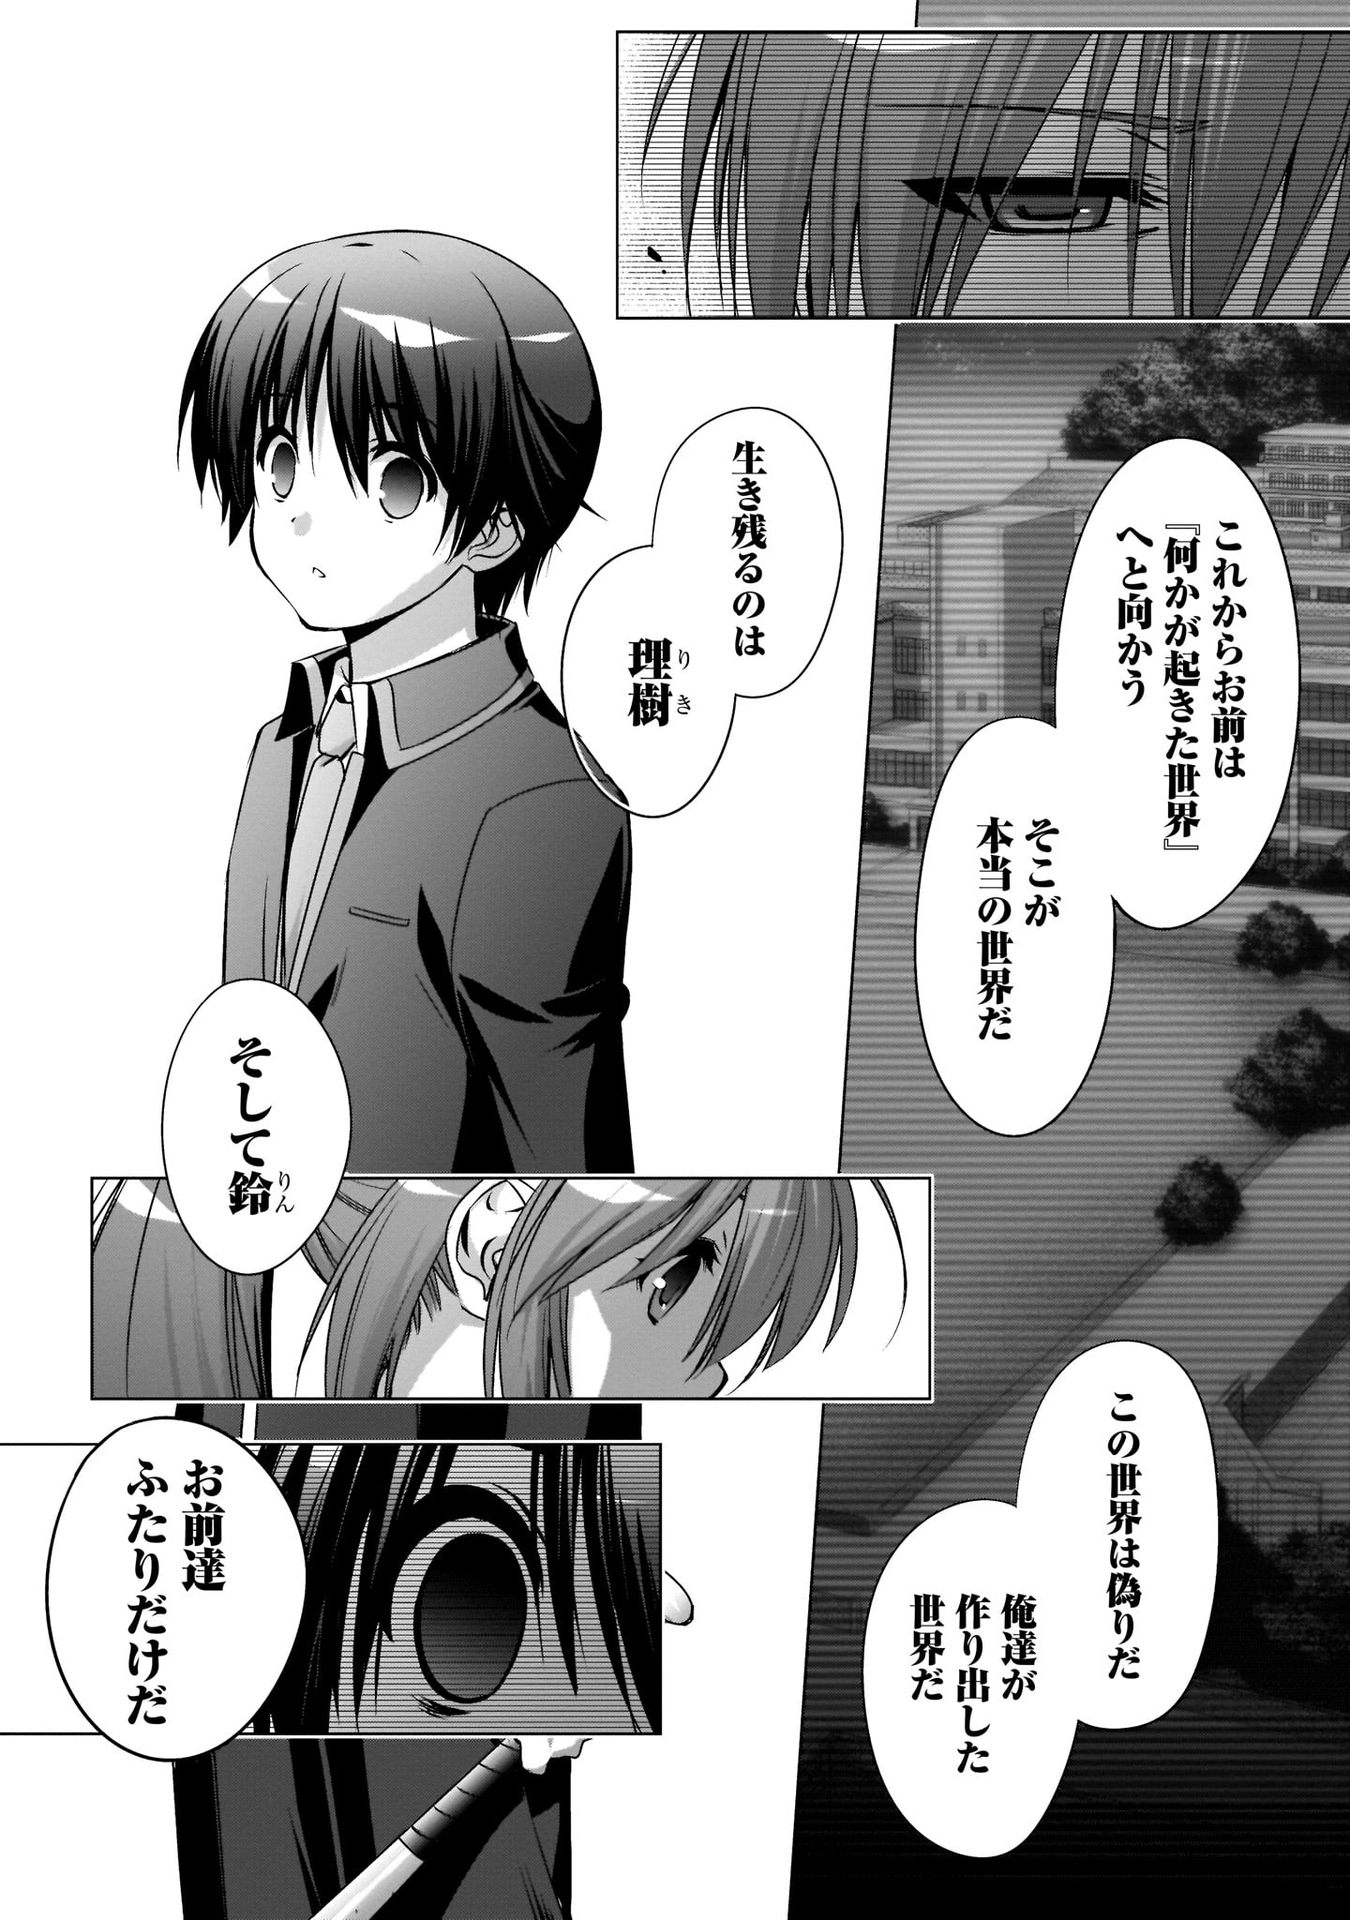 これからお前は
『何かが起きた世界』
へと向かう
そこが
本当の世界だ
この世界は偽りだ
俺達が
作り出した
世界だ
生き残るのは
理樹
りき
そして鈴
りん
お前達
ふたりだけだ